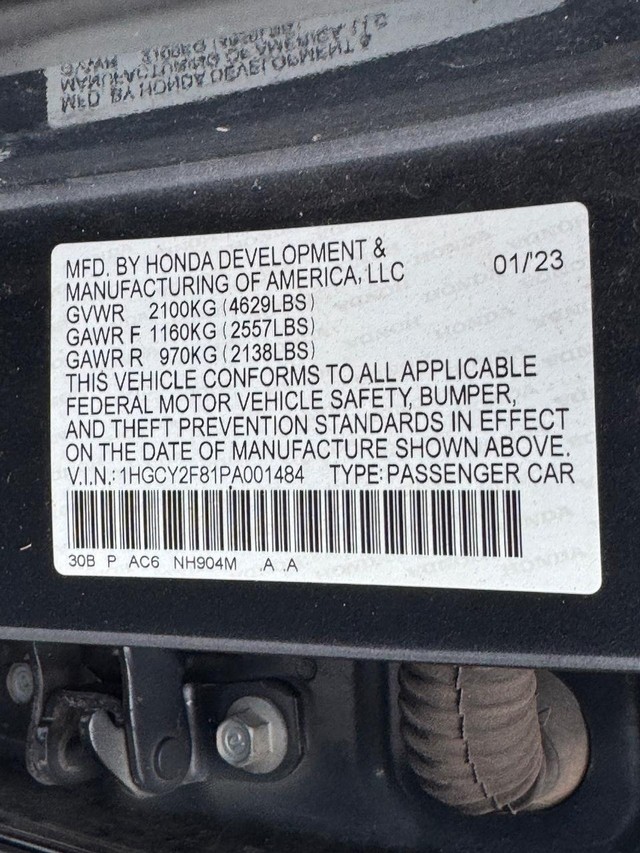 MFD. BY HONDA DEVELOPMENT &
MANUFACTURING OF AMERICA, LLC 01/'23
GVWR 2100KG (4629LBS)
GAWR F 1160KG (2557LBS)
GAWR R 970KG (2138LBS)
THIS VEHICLE CONFORMS TO ALL APPLICABLE
FEDERAL MOTOR VEHICLE SAFETY, BUMPER,
AND THEFT PREVENTION STANDARDS IN EFFECT
ON THE DATE OF MANUFACTURE SHOWN ABOVE.
V.I.N.: 1HGCY2F81PA001484 TYPE: PASSENGER CAR
30B P AC6 NH904M .A .A